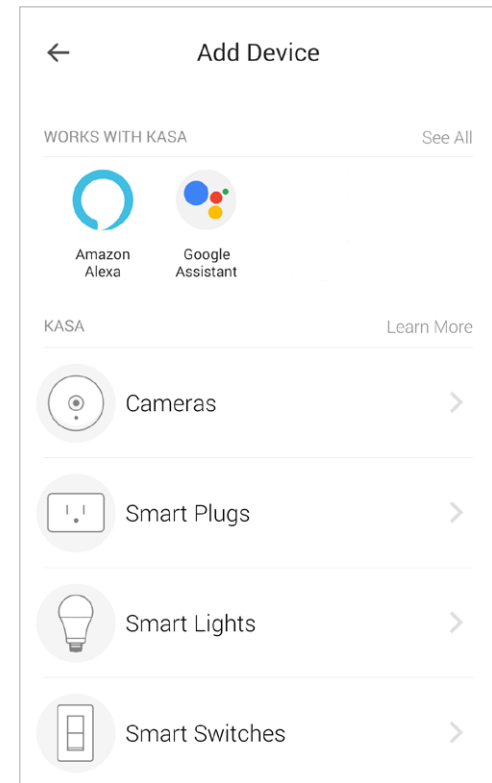 Add Device
WORKS WITH KASA See All
Amazon Google
Alexa Assistant
KASA Learn More
Cameras
Smart Plugs
Smart Lights
Smart Switches